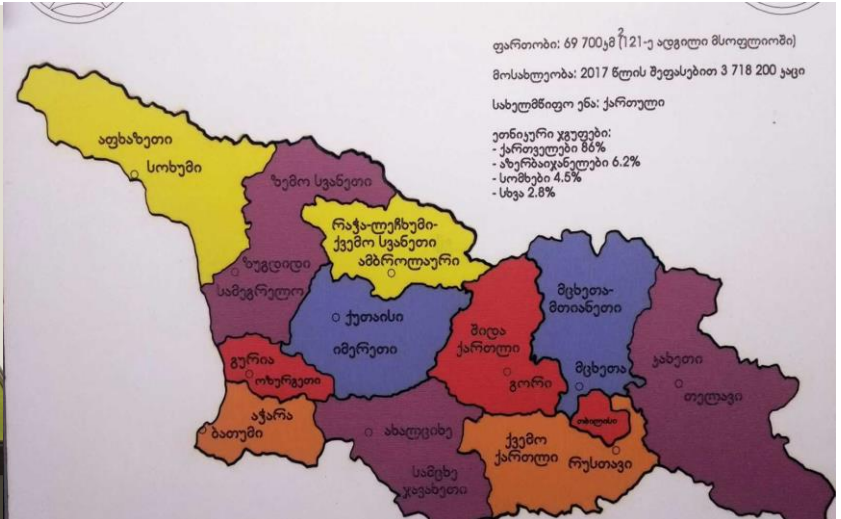 ფართობი: 69 700კმ²(121-ე ადგილი მსოფლიოში)
მოსახლეობა: 2017 წლის შეფასებით 3 718 200 კაცი
სახელმწიფო ენა: ქართული
ეთნიკური ჯგუფები:
- ქართველები 86%
- აზერბაიჯანელები 6.2%
- სომხები 4.5%
- სხვა 2.8%
აფხაზეთი
სოხუმი
ზემო სვანეთი
რაჭა-ლეჩხუმი-
ქვემო სვანეთი
ამბროლაური
ზუგდიდი
სამეგრელო
ქუთაისი
იმერეთი
შიდა
ქართლი
გორი
მცხეთა-
მთიანეთი
მცხეთა
კახეთი
თელავი
გურია
ოზურგეთი
აჭარა
ბათუმი
ახალციხე
სამცხე
ჯავახეთი
ქვემო
ქართლი
თბილისი
რუსთავი